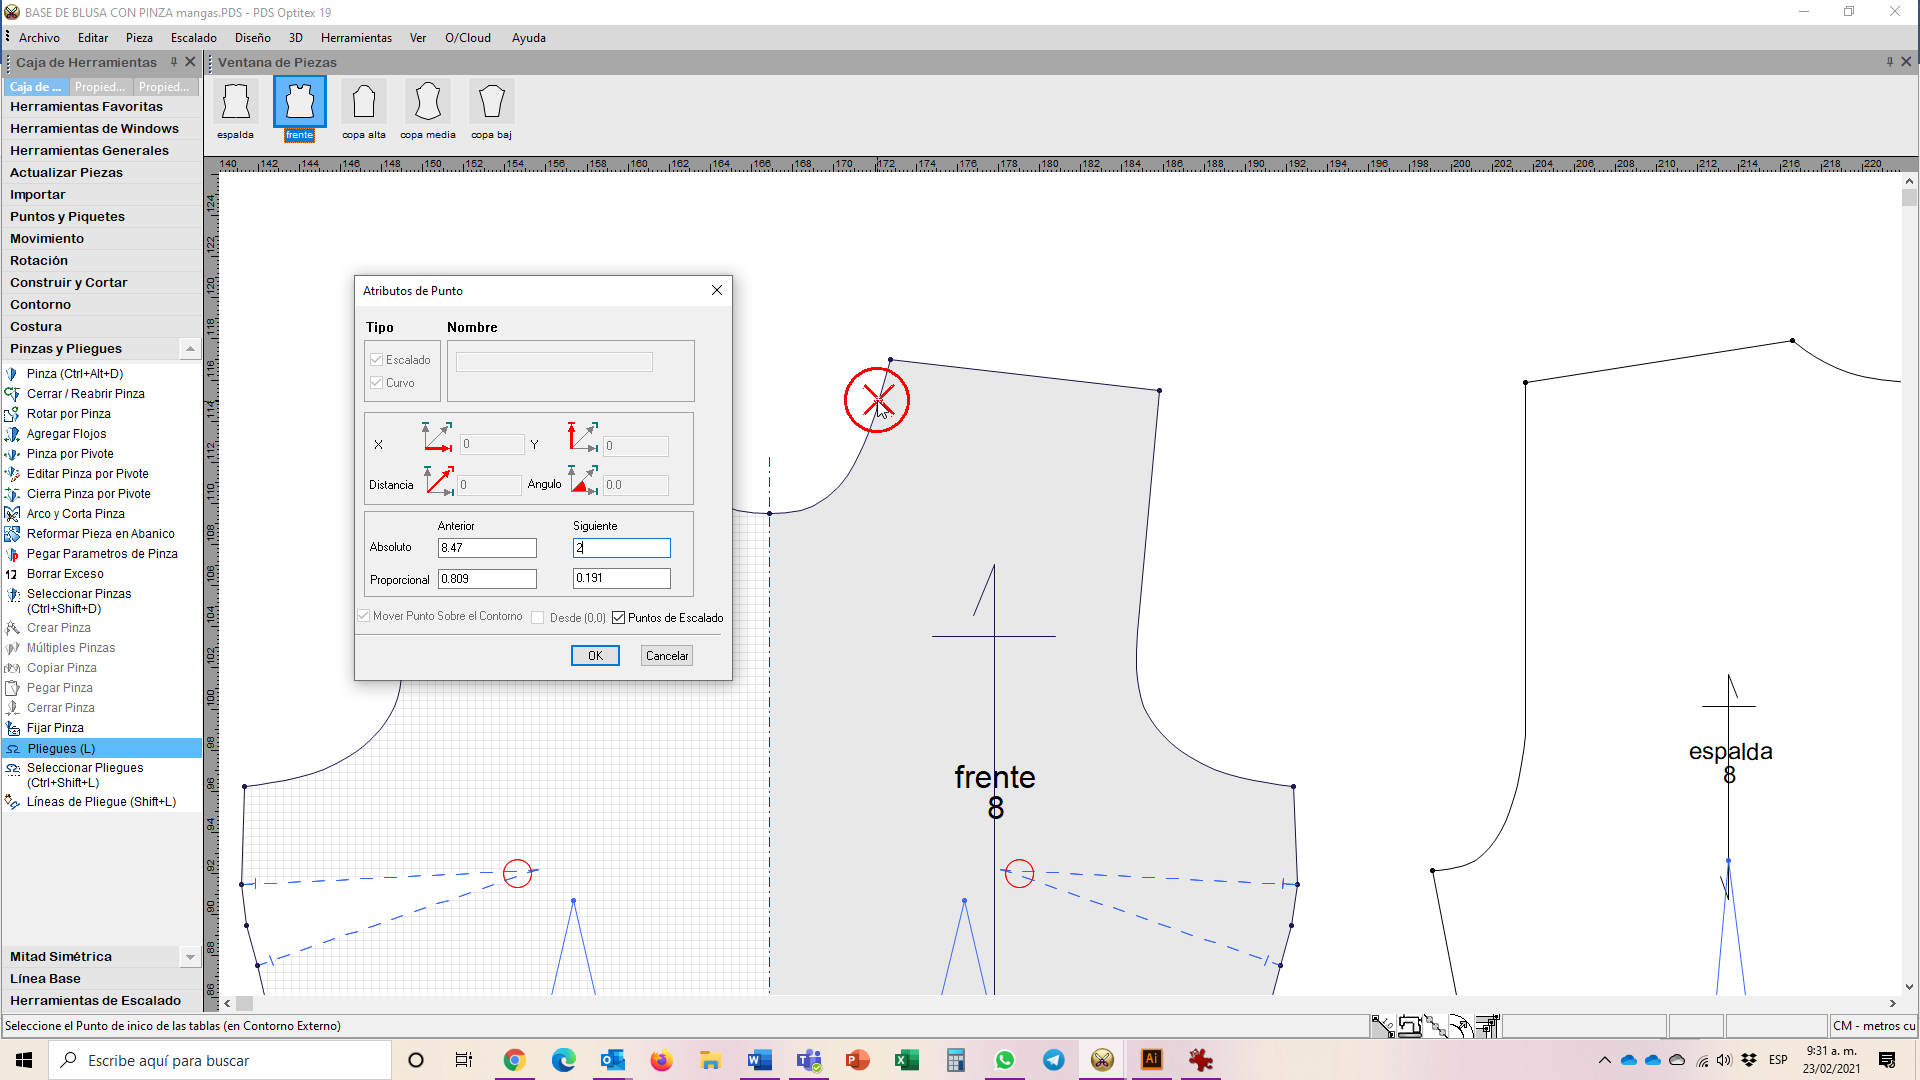 BASE DE BLUSA CON PINZA mangas.PDS - PDS Optitex 19
Archivo Editar Pieza Escalado Diseño 3D Herramientas Ver O/Cloud Ayuda
Caja de Herramientas
Ventana de Piezas
Caja de ... Propied... Propied...
Herramientas Favoritas
Herramientas de Windows
Herramientas Generales
Actualizar Piezas
Importar
Puntos y Piquetes
Movimiento
Rotación
Construir y Cortar
Contorno
Costura
Pinzas y Pliegues
Pinza (Ctrl+Alt+D)
Cerrar / Reabrir Pinza
Rotar por Pinza
Agregar Flojos
Pinza por Pivote
Editar Pinza por Pivote
Cierra Pinza por Pivote
Arco y Corta Pinza
Reformar Pieza en Abanico
Pegar Parametros de Pinza
Borrar Exceso
Seleccionar Pinzas
(Ctrl+Shift+D)
Crear Pinza
Múltiples Pinzas
Copiar Pinza
Pegar Pinza
Cerrar Pinza
Fijar Pinza
Pliegues (L)
Seleccionar Pliegues
(Ctrl+Shift+L)
Líneas de Pliegue (Shift+L)
Mitad Simétrica
Línea Base
Herramientas de Escalado
espalda frente copa alta copa media copa baj
140 142 144 146 148 150 152 154 156 158 160 162 164 166 168 170 172 174 176 178 180 182 184 186 188 190 192 194 196 198 200 202 204 206 208 210 212 214 216 218 220
124
122
120
118
116
114
112
110
108
106
104
102
100
98
96
94
92
90
88
86
Atributos de Punto
Tipo Nombre
Escalado
Curvo
X 0 Y 0
Distancia 0 Angulo 0.0
Anterior Siguiente
Absoluto 8.47 2
Proporcional 0.809 0.191
Mover Punto Sobre el Contorno Desde (0,0) Puntos de Escalado
OK Cancelar
frente
8
espalda
8
Seleccione el Punto de inico de las tablas (en Contorno Externo)
CM - metros cu
Escribe aquí para buscar
ESP
9:31 a. m.
23/02/2021